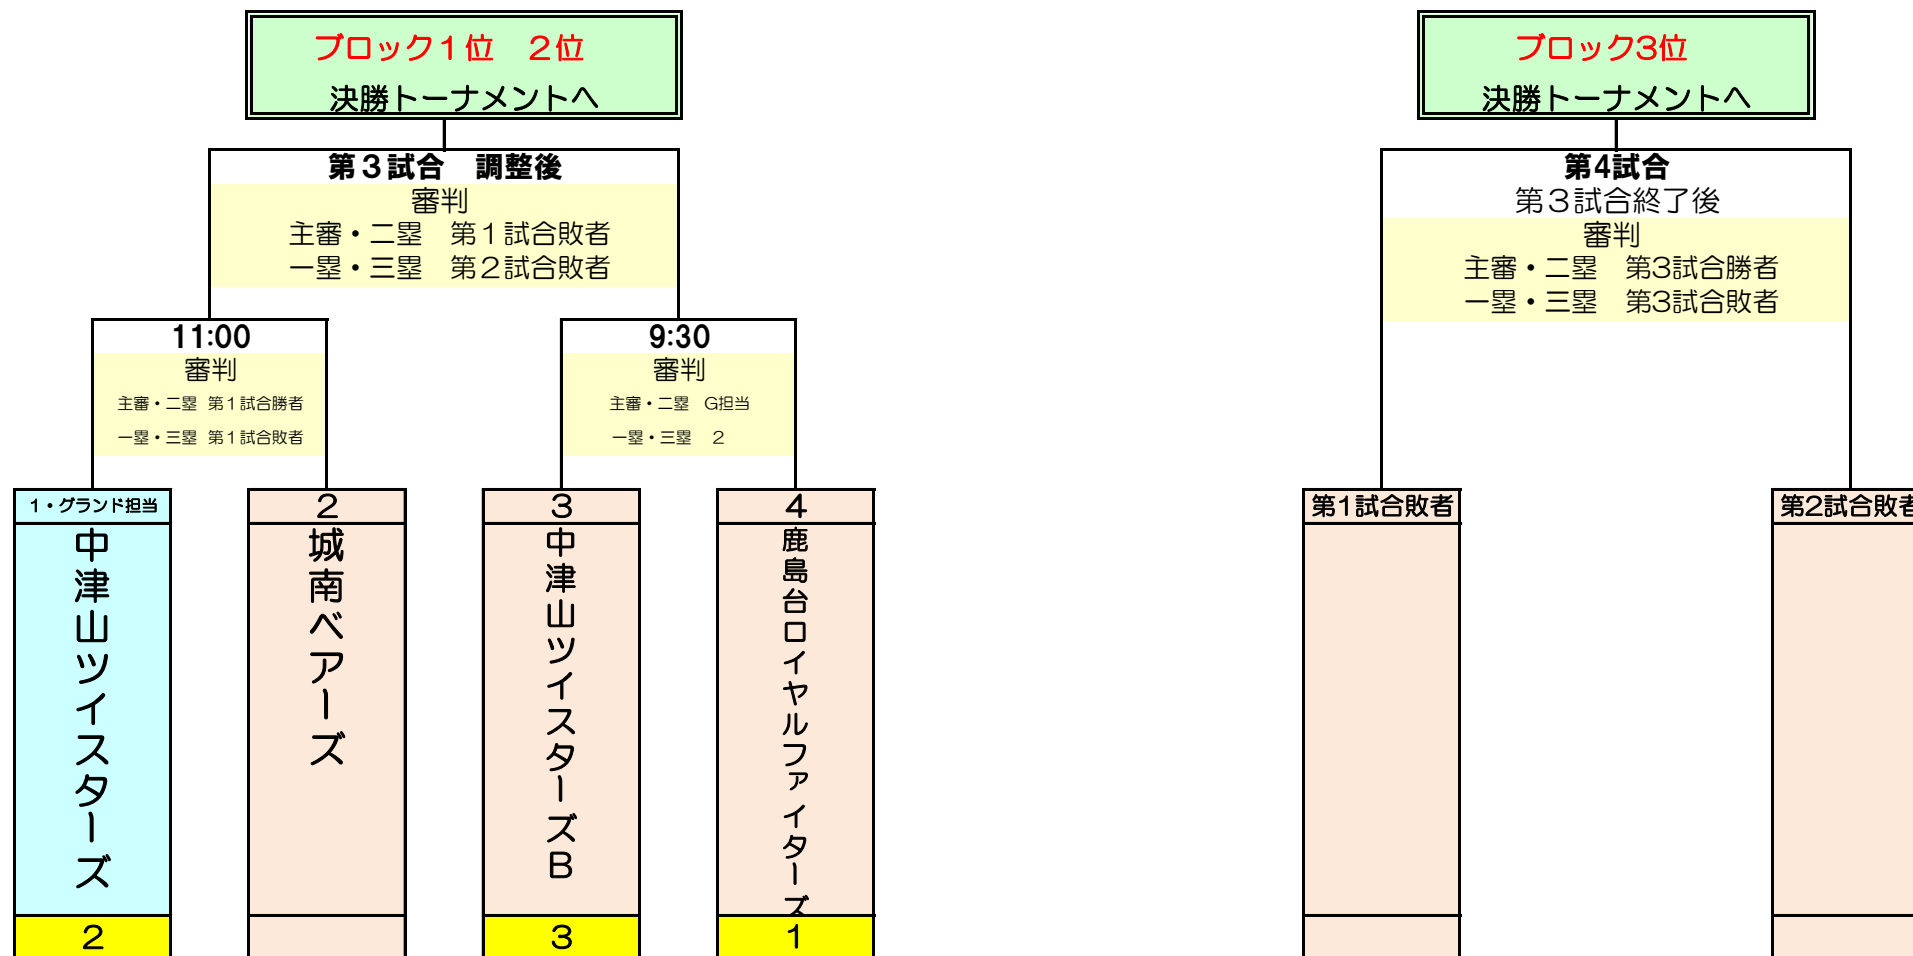 ブロック１位　２位
決勝トーナメントへ
第３試合　調整後
審判
主審・二塁　第１試合敗者
一塁・三塁　第２試合敗者
11:00
審判
主審・二塁 第１試合勝者
一塁・三塁 第１試合敗者
9:30
審判
主審・二塁　G担当
一塁・三塁　２
1・グランド担当
中津山ツイスターズ
2
2
城南ベアーズ
3
中津山ツイスターズB
3
4
鹿島台ロイヤルファイターズ
1
ブロック3位
決勝トーナメントへ
第4試合
第３試合終了後
審判
主審・二塁　第3試合勝者
一塁・三塁　第3試合敗者
第1試合敗者
第2試合敗者